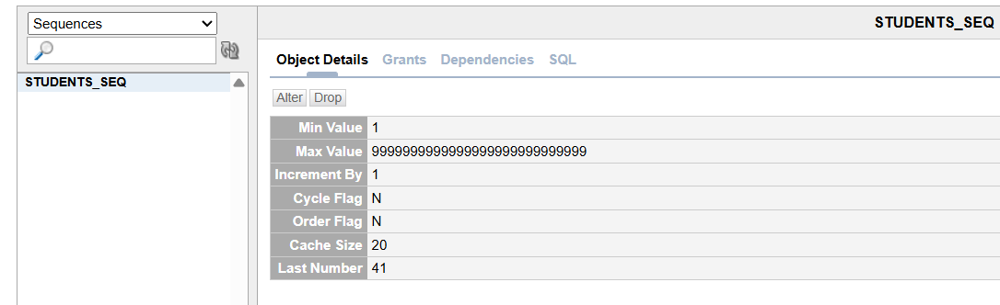 Sequences
STUDENTS_SEQ
STUDENTS_SEQ
Object Details Grants Dependencies SQL
Alter Drop
Min Value 1
Max Value 9999999999999999999999999999
Increment By 1
Cycle Flag N
Order Flag N
Cache Size 20
Last Number 41